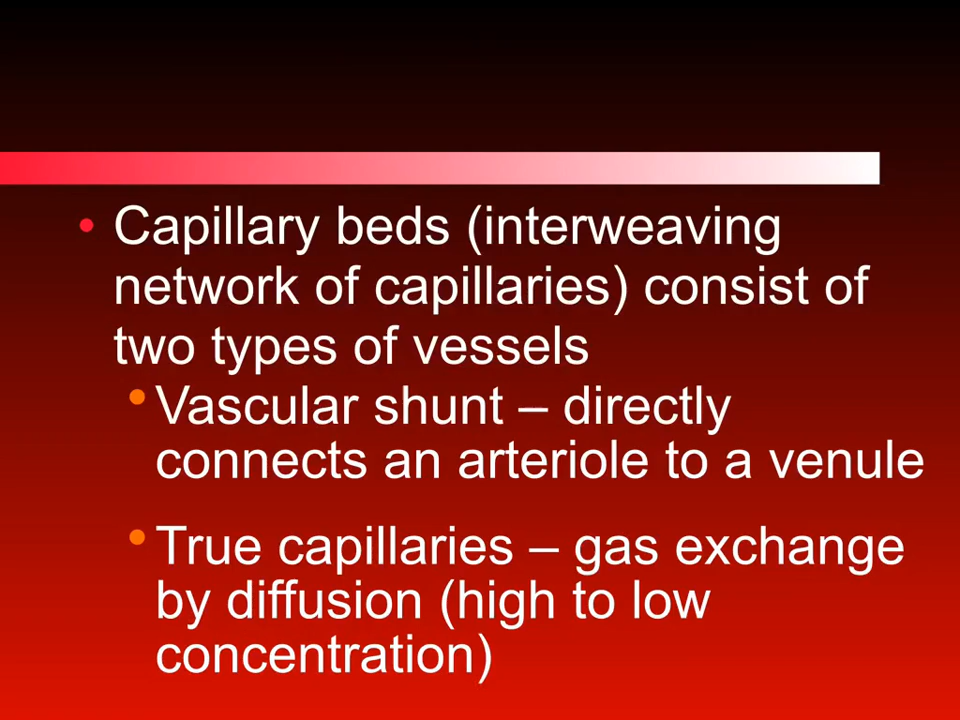 • Capillary beds (interweaving
network of capillaries) consist of
two types of vessels
• Vascular shunt – directly
connects an arteriole to a venule
• True capillaries – gas exchange
by diffusion (high to low
concentration)